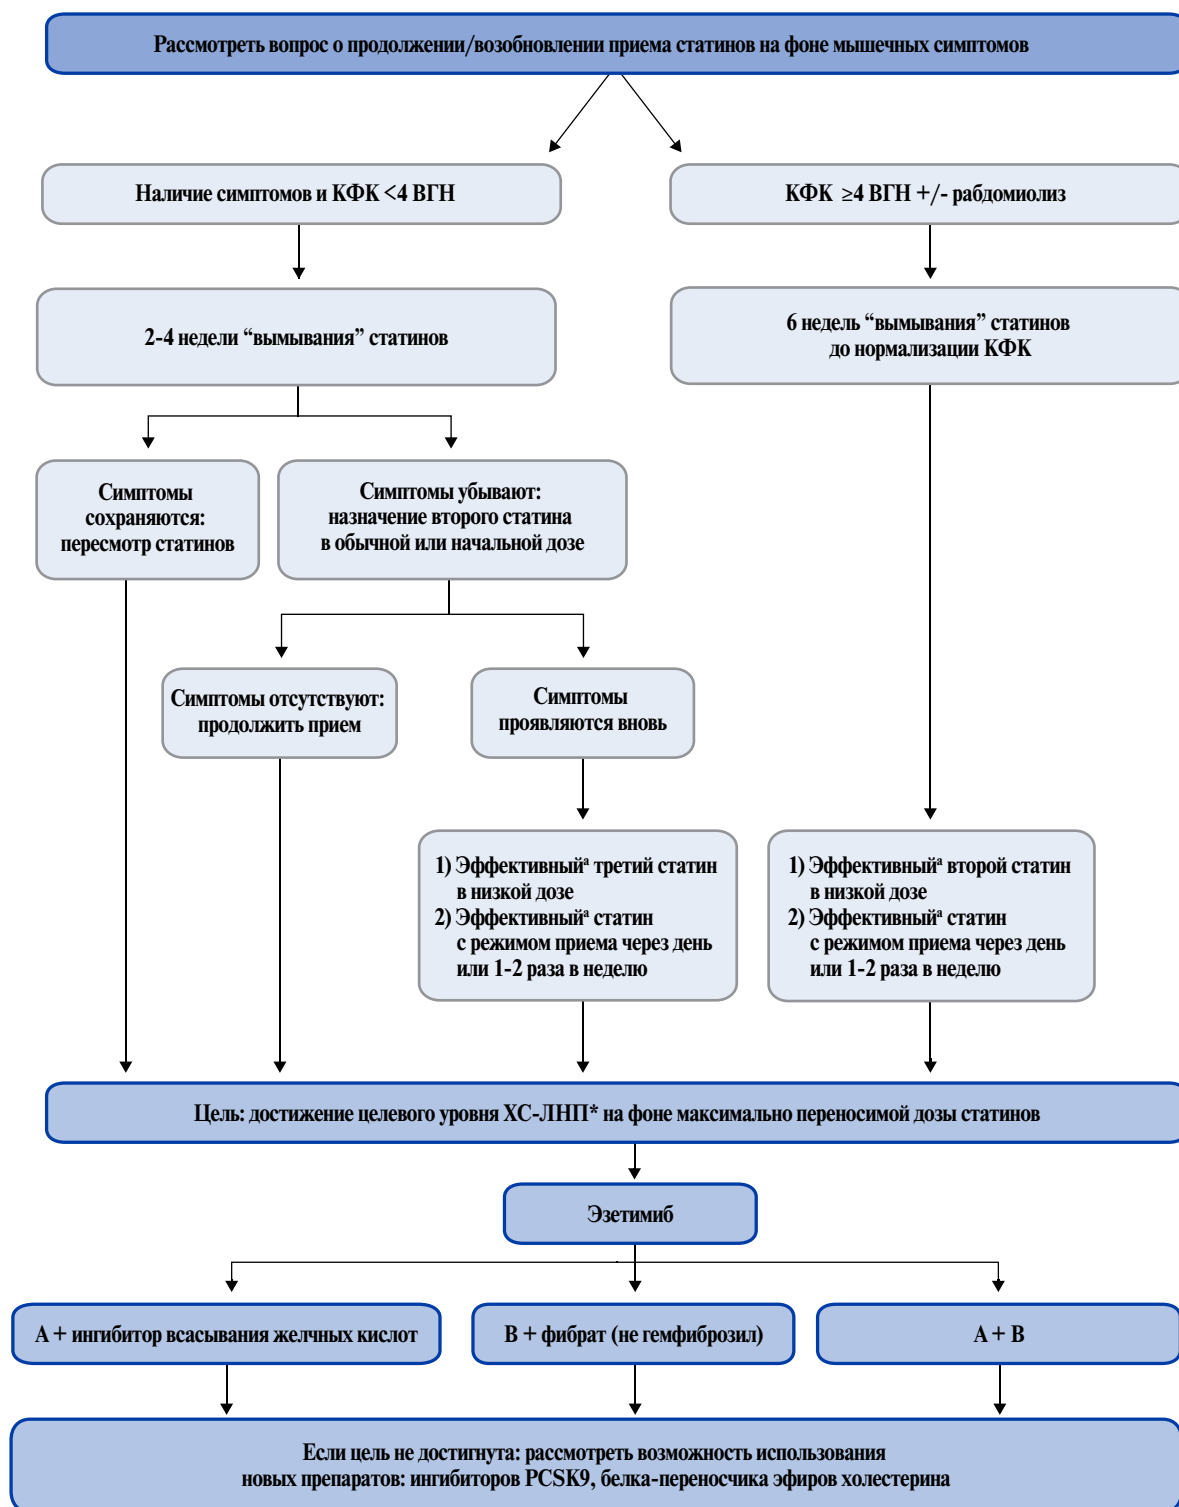 Рассмотреть вопрос о продолжении/возобновлении приема статинов на фоне мышечных симптомов
Наличие симптомов и КФК <4 ВГН
КФК ≥4 ВГН +/- рабдомиолиз
2-4 недели “вымывания” статинов
6 недель “вымывания” статинов
до нормализации КФК
Симптомы
сохраняются:
пересмотр статинов
Симптомы убывают:
назначение второго статина
в обычной или начальной дозе
Симптомы отсутствуют:
продолжить прием
Симптомы
проявляются вновь
1) Эффективныйª третий статин
в низкой дозе
2) Эффективныйª статин
с режимом приема через день
или 1-2 раза в неделю
1) Эффективныйª второй статин
в низкой дозе
2) Эффективныйª статин
с режимом приема через день
или 1-2 раза в неделю
Цель: достижение целевого уровня ХС-ЛНП* на фоне максимально переносимой дозы статинов
Эзетимиб
А + ингибитор всасывания желчных кислот
В + фибрат (не гемфиброзил)
А + В
Если цель не достигнута: рассмотреть возможность использования
новых препаратов: ингибиторов PCSK9, белка-переносчика эфиров холестерина